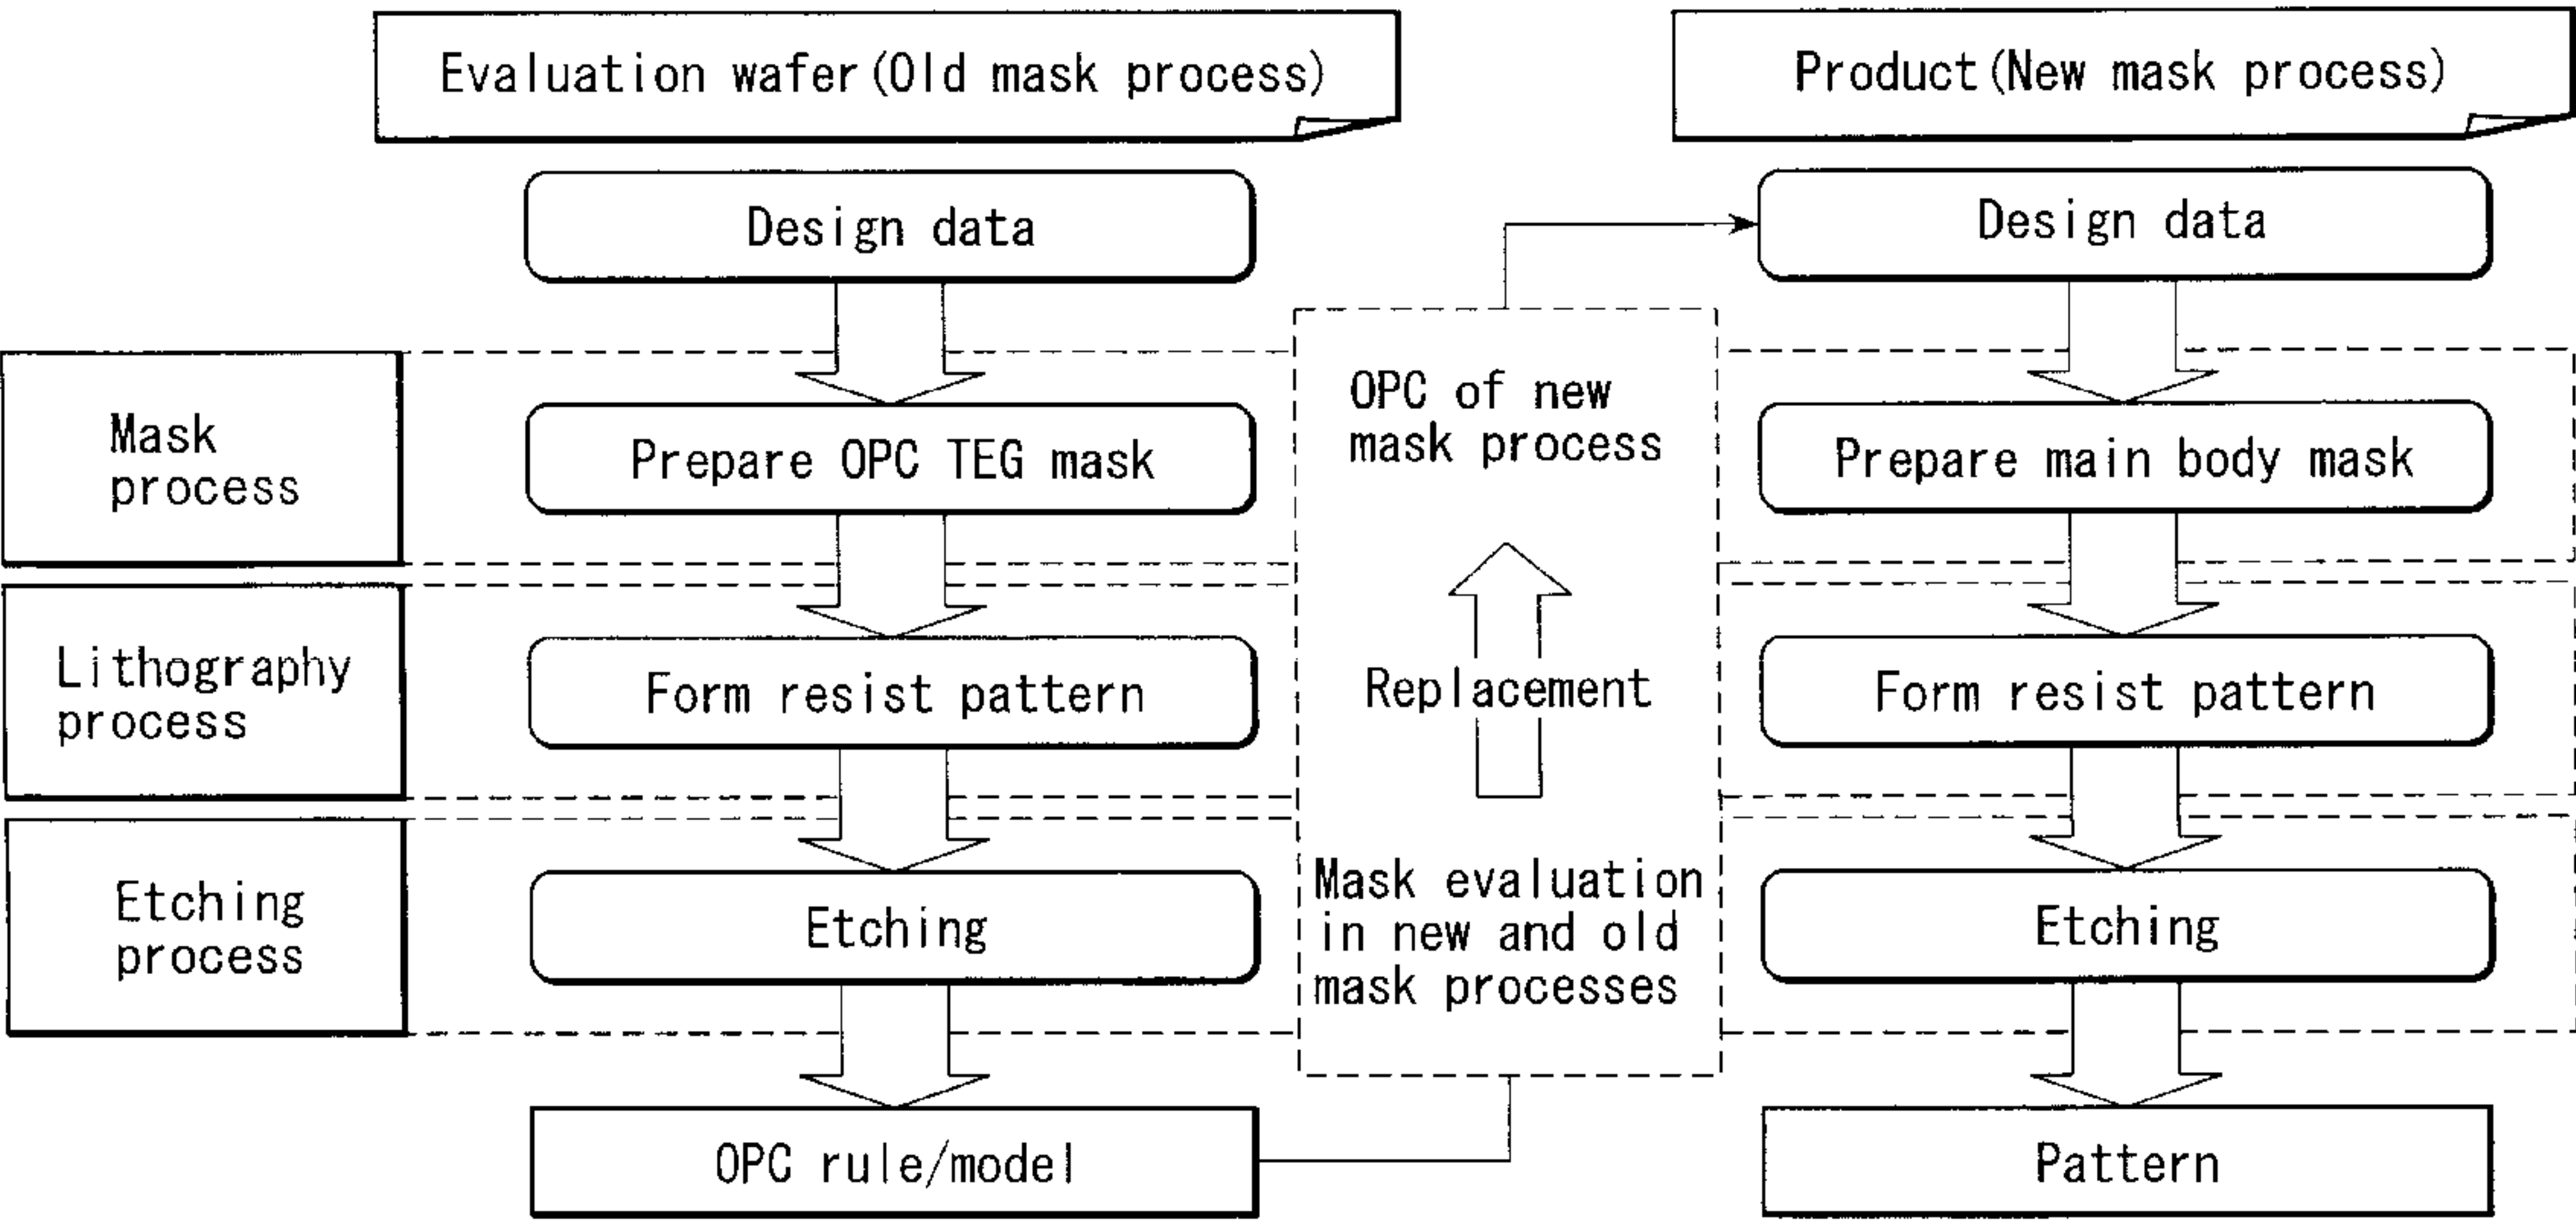 Evaluation wafer(Old mask process)
Product(New mask process)
Design data
Design data
Mask
process
Prepare OPC TEG mask
OPC of new
mask process
Prepare main body mask
Lithography
process
Form resist pattern
Replacement
Form resist pattern
Etching
process
Etching
Mask evaluation
in new and old
mask processes
Etching
OPC rule/model
Pattern